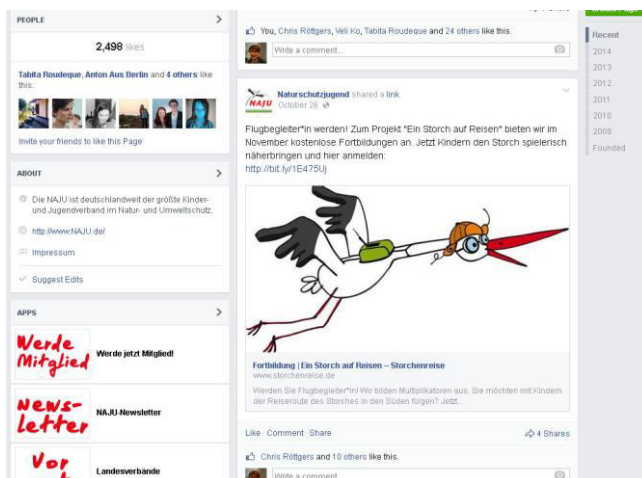 PEOPLE
2,498 likes
Tabita Roudeque, Anton Aus Berlin and 4 others like
this.
Invite your friends to like this Page
ABOUT
Die NAJU ist deutschlandweit der größte Kinder-
und Jugendverband im Natur- und Umweltschutz.
http://www.NAJU.de/
Impressum
Suggest Edits
APPS
Werde
Mitglied
Werde jetzt Mitglied!
News-
Letter
NAJU-Newsletter
Vor
Landesverbände
You, Chris Röttgers, Veli Ko, Tabita Roudeque and 24 others like this.
Write a comment...
NAJU
Naturschutzjugend shared a link.
October 26
Flugbegleiter*in werden! Zum Projekt "Ein Storch auf Reisen" bieten wir im
November kostenlose Fortbildungen an. Jetzt Kindern den Storch spielerisch
näherbringen und hier anmelden:
http://bit.ly/1E475Uj
Fortbildung | Ein Storch auf Reisen – Storchenreise
www.storchenreise.de
Werden Sie Flugbegleiter*in! Wir bilden Multiplikatoren aus. Sie möchten mit Kindern
der Reiseroute des Storches in den Süden folgen? Jetzt...
Like · Comment · Share
4 Shares
Chris Röttgers and 10 others like this.
Write a comment...
Recent
2014
2013
2012
2011
2010
2009
Founded